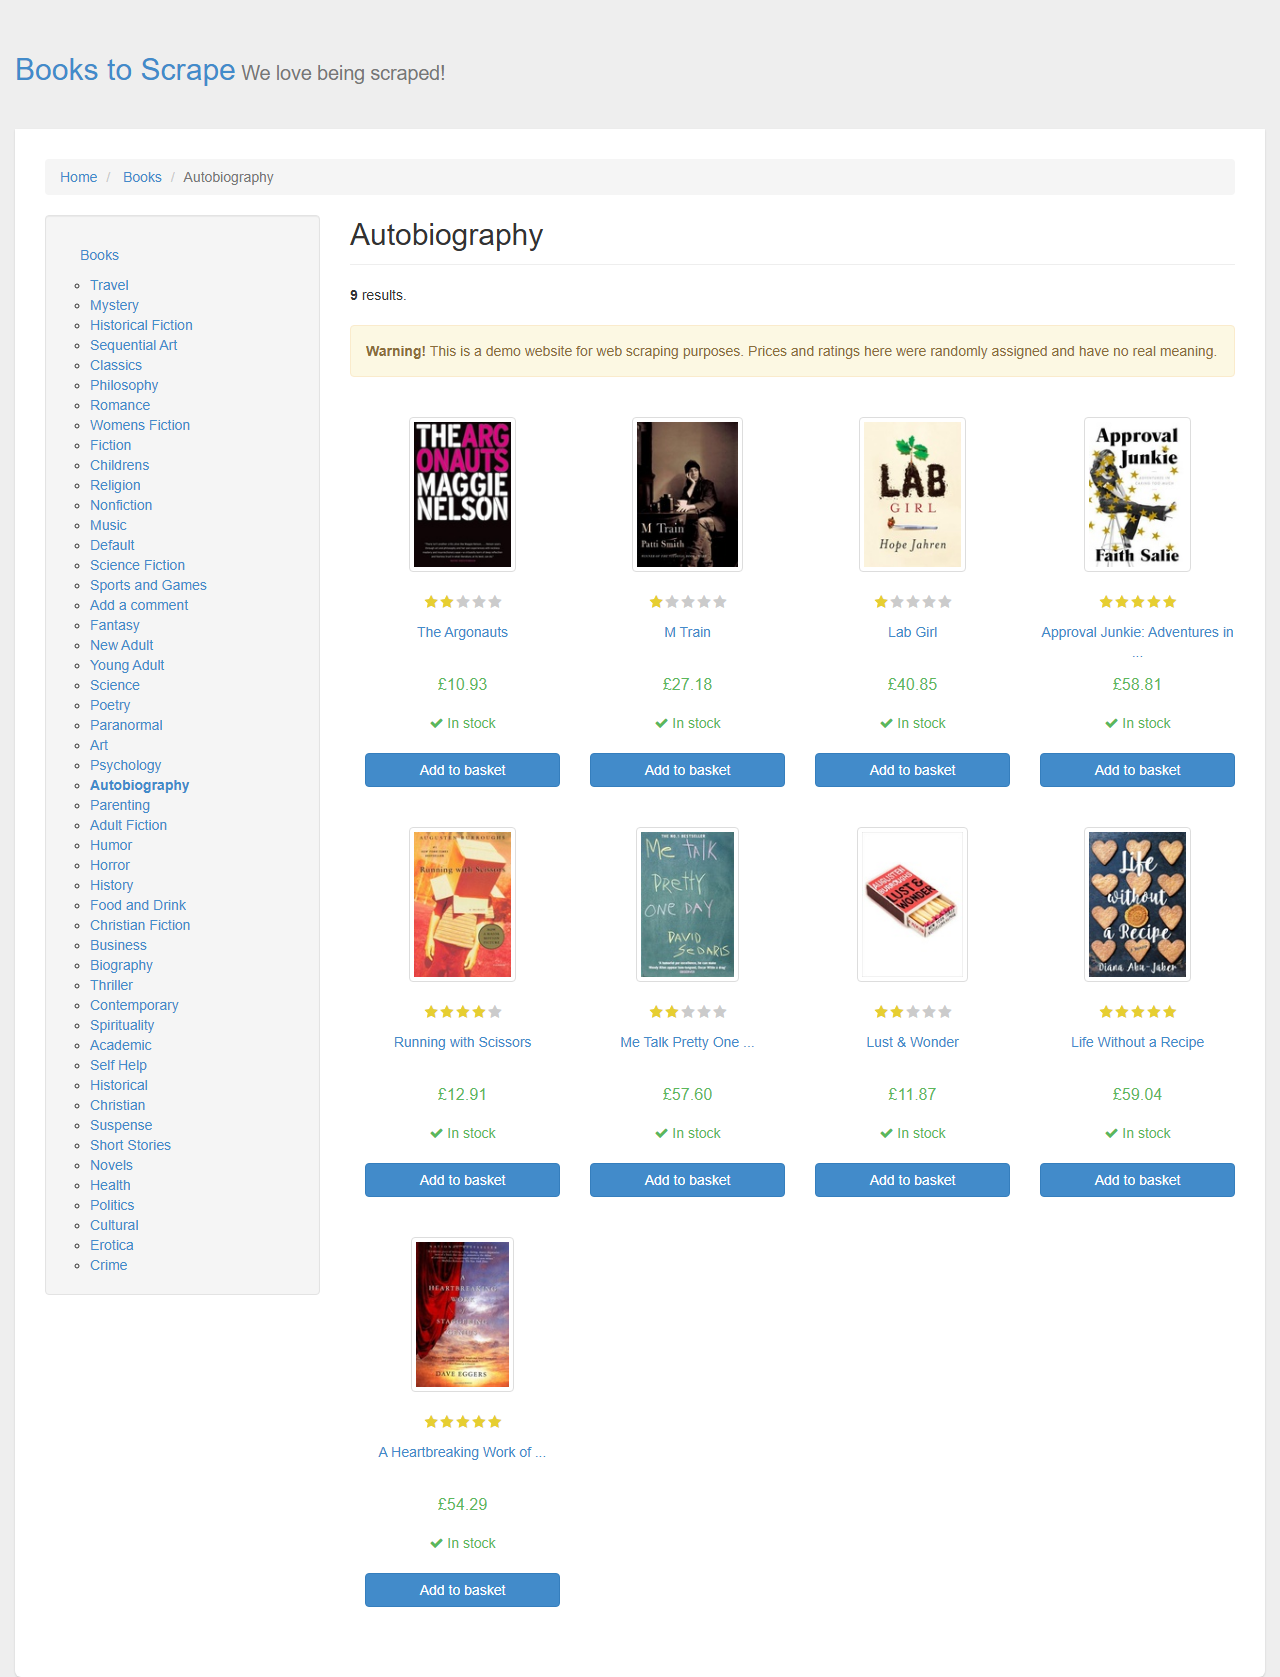 Books to Scrape We love being scraped!
Home / Books / Autobiography
Books
Travel
Mystery
Historical Fiction
Sequential Art
Classics
Philosophy
Romance
Womens Fiction
Fiction
Childrens
Religion
Nonfiction
Music
Default
Science Fiction
Sports and Games
Add a comment
Fantasy
New Adult
Young Adult
Science
Poetry
Paranormal
Art
Psychology
Autobiography
Parenting
Adult Fiction
Humor
Horror
History
Food and Drink
Christian Fiction
Business
Biography
Thriller
Contemporary
Spirituality
Academic
Self Help
Historical
Christian
Suspense
Short Stories
Novels
Health
Politics
Cultural
Erotica
Crime
Autobiography
9 results.
Warning! This is a demo website for web scraping purposes. Prices and ratings here were randomly assigned and have no real meaning.
THE ARG
ONAUTS
MAGGIE
NELSON
The Argonauts
£10.93
In stock
Add to basket
M Train
Patti Smith
M Train
£27.18
In stock
Add to basket
LAB
GIRL
Hope Jahren
Lab Girl
£40.85
In stock
Add to basket
Approval
Junkie
Faith Salie
Approval Junkie: Adventures in
...
£58.81
In stock
Add to basket
AUGUSTEN BURROUGHS
Running with Scissors
Running with Scissors
£12.91
In stock
Add to basket
THE NO.1 BESTSELLER
Me TALK
PReTTY
ONE DAY
DAVID
SeDARIS
Me Talk Pretty One ...
£57.60
In stock
Add to basket
AUGUSTEN
BURROUGHS
LUST &
WONDER
Lust & Wonder
£11.87
In stock
Add to basket
Life
without
a Recipe
Diana Abu-Jaber
Life Without a Recipe
£59.04
In stock
Add to basket
A
HEARTBREAKING
WORK
STAGGERING
DAVE EGGERS
A Heartbreaking Work of ...
£54.29
In stock
Add to basket